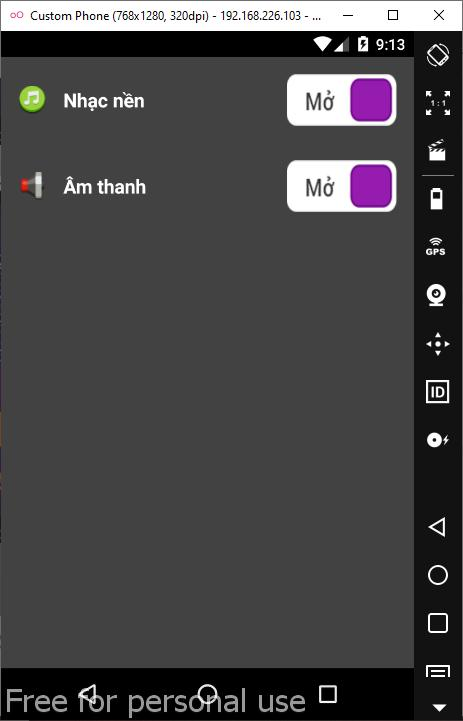 Custom Phone (768x1280, 320dpi) - 192.168.226.103 - ...
9:13
Nhạc nền
Mở
Âm thanh
Mở
1:1
GPS
ID
Free for personal use